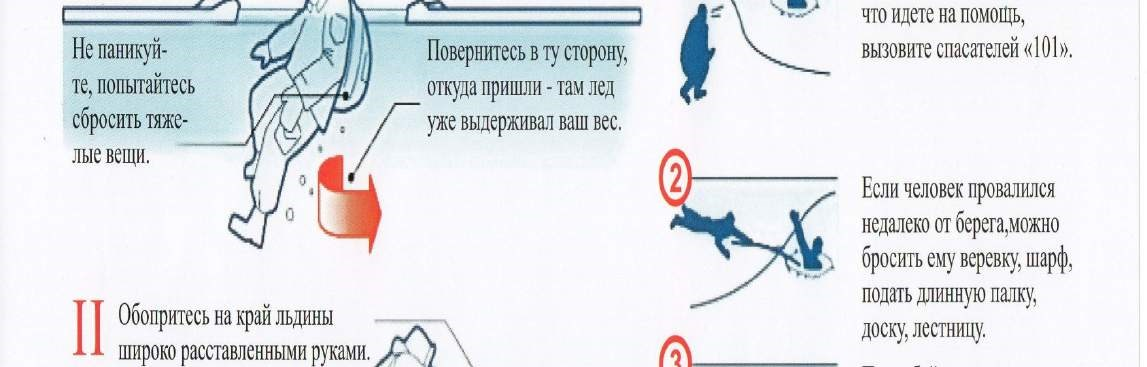 Не паникуй-
те, попытайтесь
сбросить тяже-
лые вещи.
Повернитесь в ту сторону,
откуда пришли - там лед
уже выдерживал ваш вес.
II
Обопритесь на край льдины
широко расставленными руками.
что идете на помощь,
вызовите спасателей «101».
2
Если человек провалился
недалеко от берега,можно
бросить ему веревку, шарф,
подать длинную палку,
доску, лестницу.
3